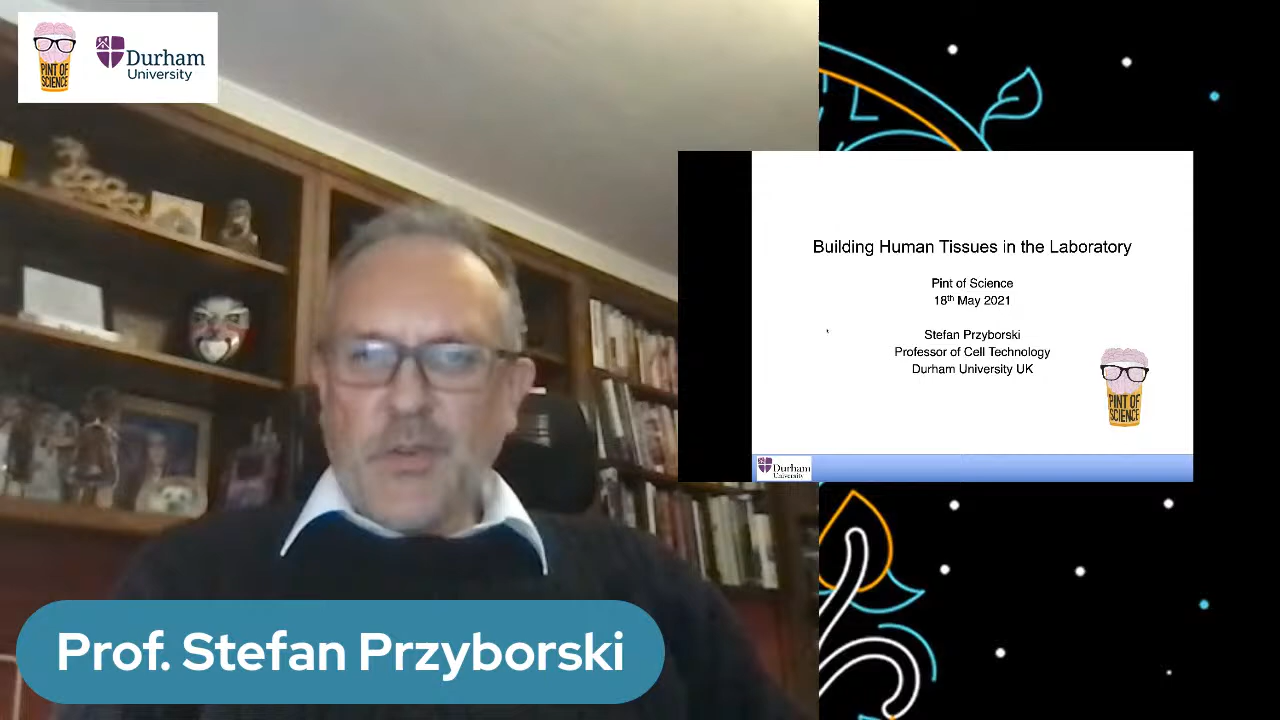 PINT OF
SCIENCE
Durham
University
Building Human Tissues in the Laboratory
Pint of Science
18th May 2021
Stefan Przyborski
Professor of Cell Technology
Durham University UK
PINT OF
SCIENCE
Durham
University
Prof. Stefan Przyborski